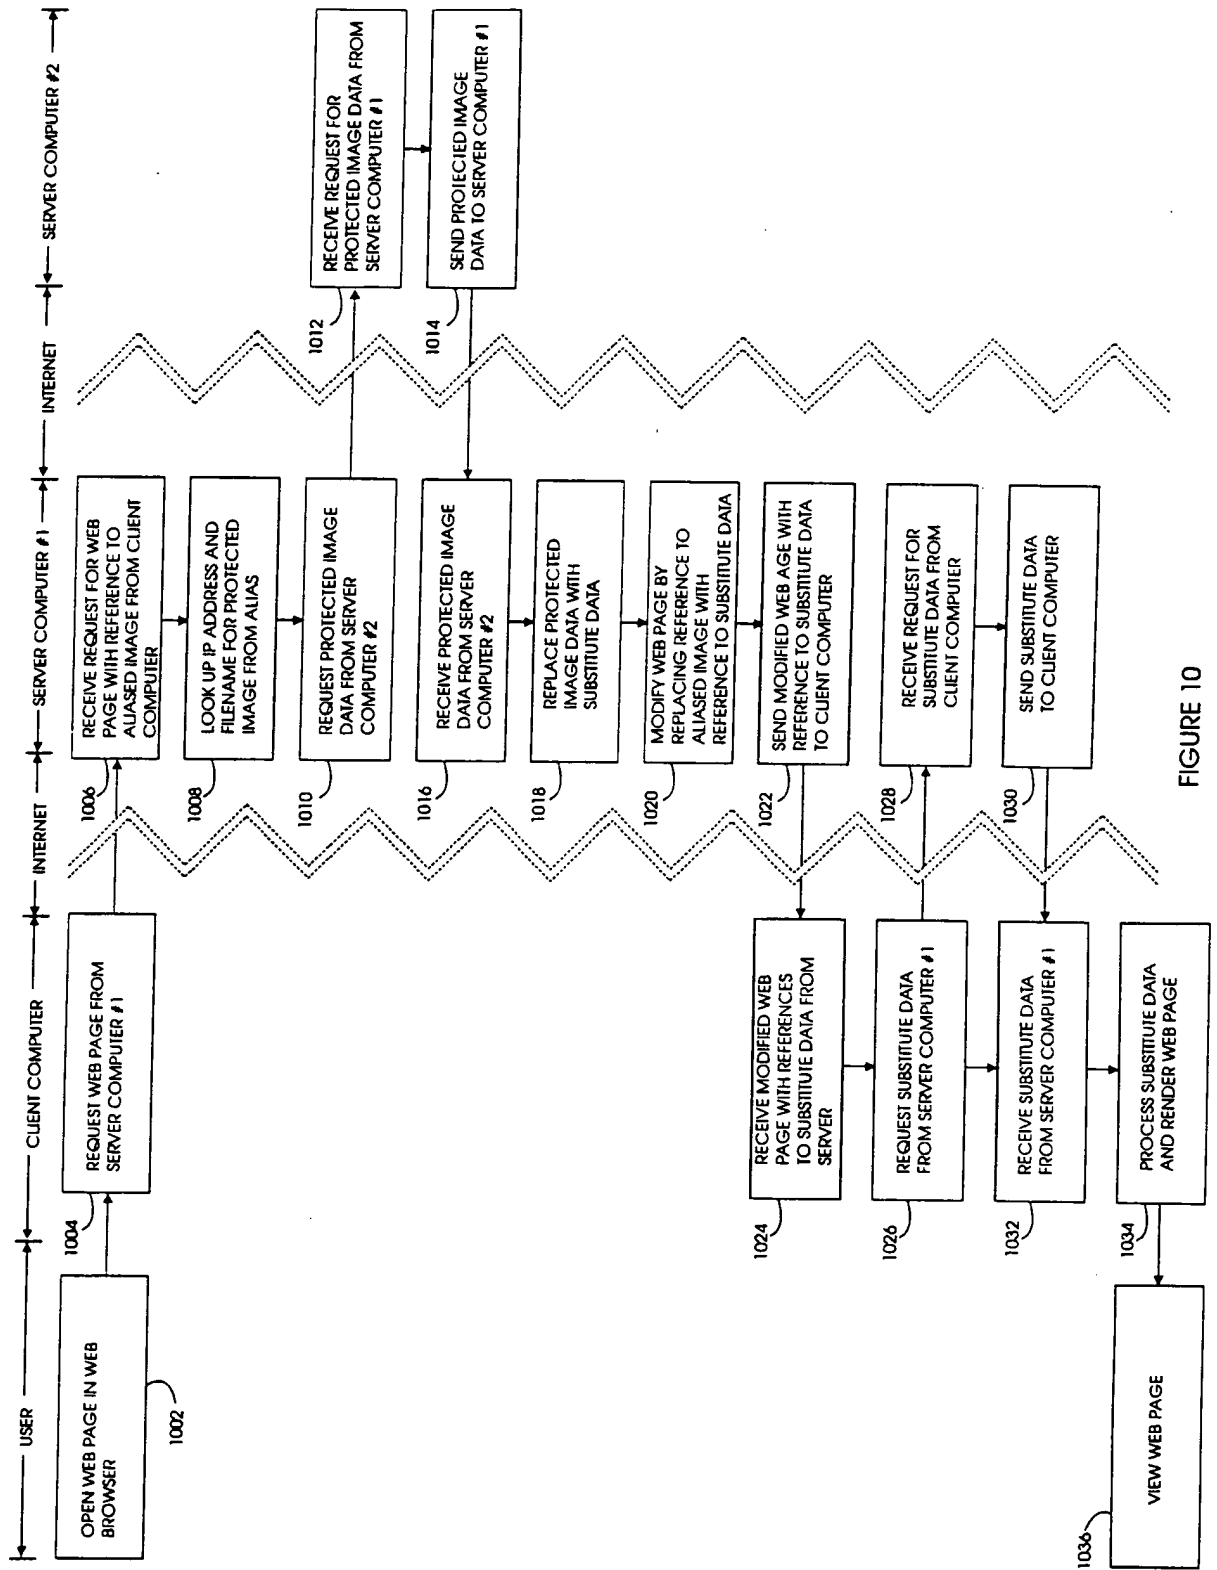 USER
CLIENT COMPUTER
INTERNET
SERVER COMPUTER #1
INTERNET
SERVER COMPUTER #2
OPEN WEB PAGE IN WEB
BROWSER
1002
REQUEST WEB PAGE FROM
SERVER COMPUTER #1
1004
RECEIVE REQUEST FOR WEB
PAGE WITH REFERENCE TO
ALIASED IMAGE FROM CLIENT
COMPUTER
1006
LOOK UP IP ADDRESS AND
FILENAME FOR PROTECTED
IMAGE FROM ALIAS
1008
REQUEST PROTECTED IMAGE
DATA FROM SERVER
COMPUTER #2
1010
RECEIVE REQUEST FOR
PROTECTED IMAGE DATA FROM
SERVER COMPUTER #1
1012
SEND PROTECTED IMAGE
DATA TO SERVER COMPUTER #1
1014
RECEIVE PROTECTED IMAGE
DATA FROM SERVER
COMPUTER #2
1016
REPLACE PROTECTED
IMAGE DATA WITH
SUBSTITUTE DATA
1018
MODIFY WEB PAGE BY
REPLACING REFERENCE TO
ALIASED IMAGE WITH
REFERENCE TO SUBSTITUTE DATA
1020
SEND MODIFIED WEB AGE WITH
REFERENCE TO SUBSTITUTE DATA
TO CLIENT COMPUTER
1022
RECEIVE MODIFIED WEB
PAGE WITH REFERENCES
TO SUBSTITUTE DATA FROM
SERVER
1024
REQUEST SUBSTITUTE DATA
FROM SERVER COMPUTER #1
1026
RECEIVE REQUEST FOR
SUBSTITUTE DATA FROM
CLIENT COMPUTER
1028
SEND SUBSTITUTE DATA
TO CLIENT COMPUTER
1030
RECEIVE SUBSTITUTE DATA
FROM SERVER COMPUTER #1
1032
PROCESS SUBSTITUTE DATA
AND RENDER WEB PAGE
1034
VIEW WEB PAGE
1036
FIGURE 10